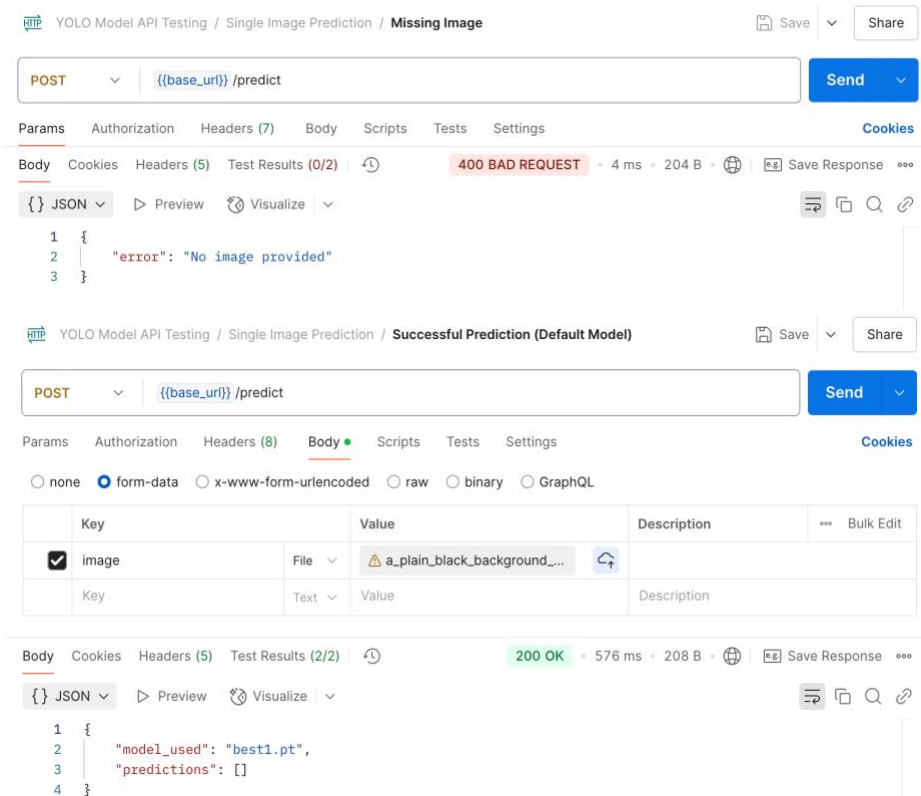 HTTP YOLO Model API Testing / Single Image Prediction / Missing Image Save Share
POST {{base_url}} /predict Send
Params Authorization Headers (7) Body Scripts Tests Settings Cookies
Body Cookies Headers (5) Test Results (0/2) 400 BAD REQUEST • 4 ms • 204 B • e.g. Save Response
{} JSON Preview Visualize
1 {
2 "error": "No image provided"
3 }
HTTP YOLO Model API Testing / Single Image Prediction / Successful Prediction (Default Model) Save Share
POST {{base_url}} /predict Send
Params Authorization Headers (8) Body Scripts Tests Settings Cookies
none form-data x-www-form-urlencoded raw binary GraphQL
Key Value Description Bulk Edit
image File a_plain_black_background_...
Key Text Value Description
Body Cookies Headers (5) Test Results (2/2) 200 OK • 576 ms • 208 B • e.g. Save Response
{} JSON Preview Visualize
1 {
2 "model_used": "best1.pt",
3 "predictions": []
4 }